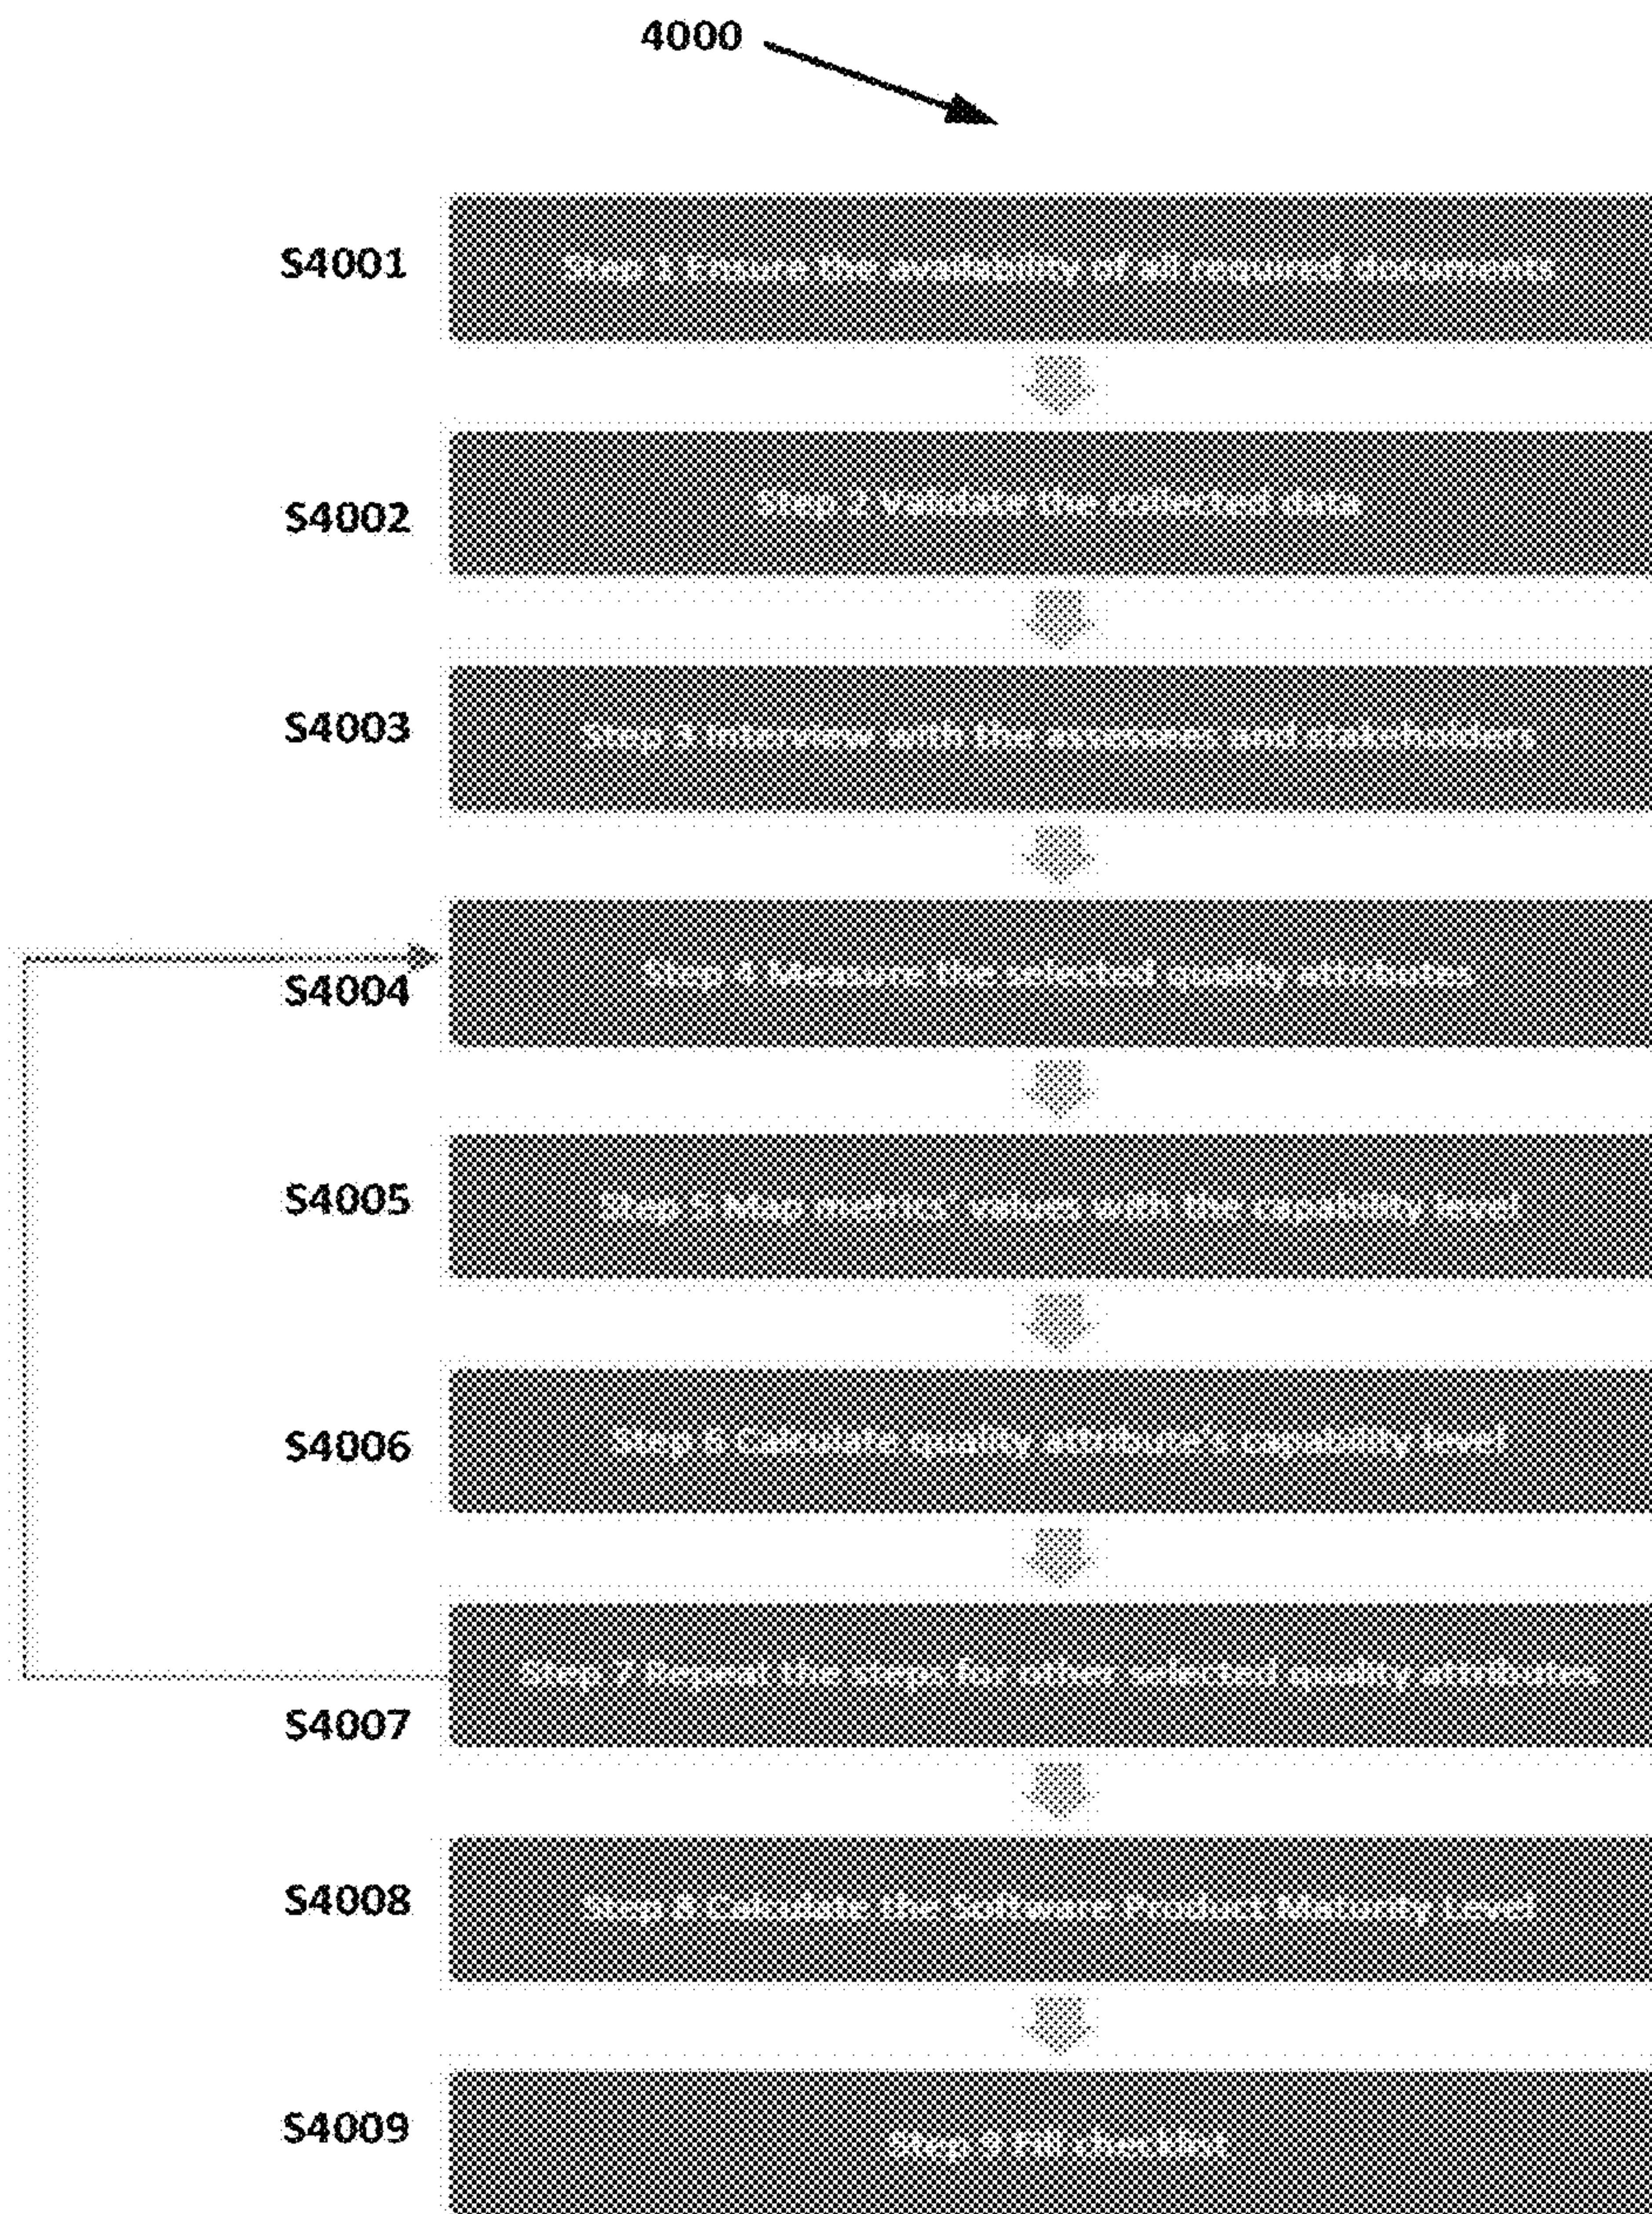 4000
S4001
Step 1 Ensure the availability of all required documents
S4002
Step 2 Validate the collected data
S4003
Step 3 Interview with the assessor and stakeholders
S4004
Step 4 Measure the selected quality attributes
S4005
Step 5 Map metrics' values with the capability level
S4006
Step 6 quality attribute's capability level
S4007
Step 7 Repeat the steps for other selected quality attributes
S4008
Step 8 Calculate the Software Product Maturity Level
S4009
Step 9 Fill checklist